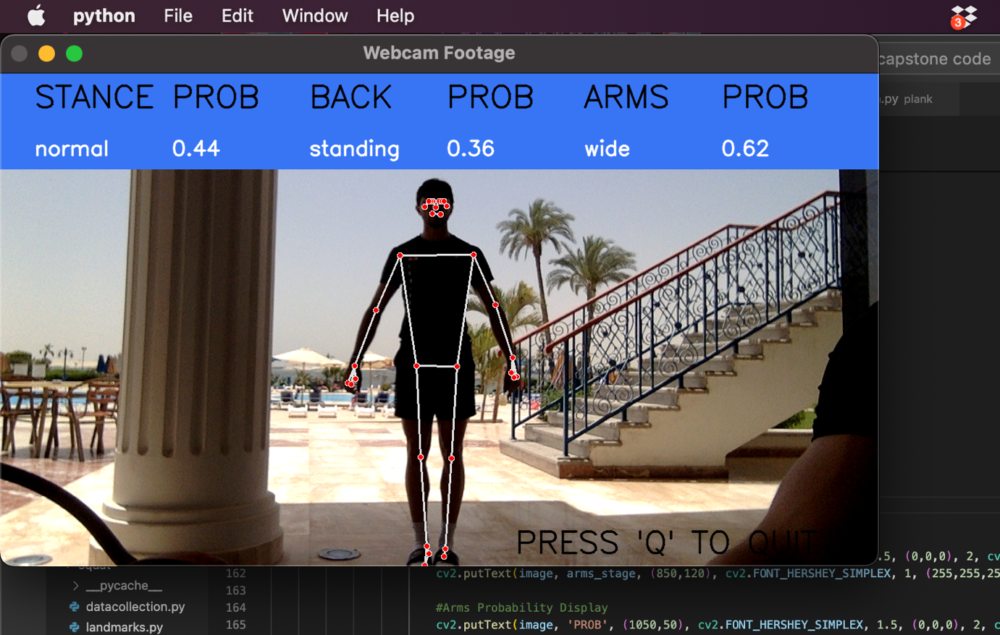 python File Edit Window Help
3
Webcam Footage
capstone code
.py plank
STANCE PROB BACK PROB ARMS PROB
normal 0.44 standing 0.36 wide 0.62
PRESS 'Q' TO QUIT
.5, (0,0,0), 2, cv
162 cv2.putText(image, arms_stage, (850,120), cv2.FONT_HERSHEY_SIMPLEX, 1, (255,255,25
__pycache__
163
datacollection.py 164 #Arms Probability Display
landmarks.py 165 cv2.putText(image, 'PROB', (1050,50), cv2.FONT_HERSHEY_SIMPLEX, 1.5, (0,0,0), 2, c